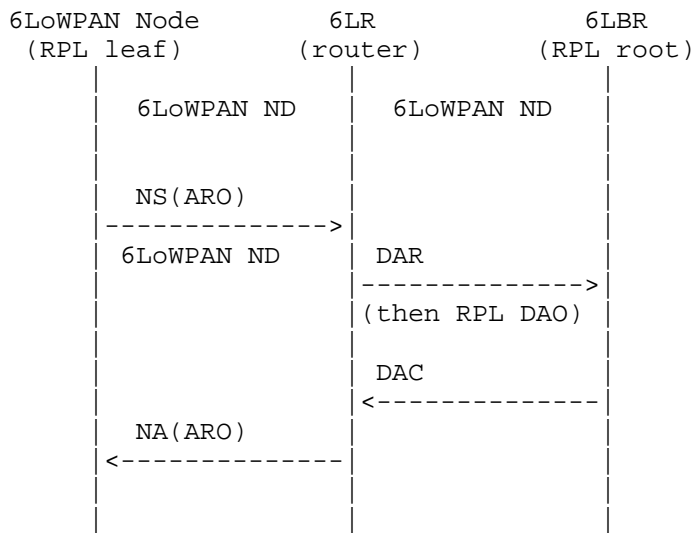 6LoWPAN Node 6LR 6LBR
(RPL leaf) (router) (RPL root)
6LoWPAN ND 6LoWPAN ND
NS(ARO)
-------------->
6LoWPAN ND DAR
-------------->
(then RPL DAO)
DAC
<--------------
NA(ARO)
<--------------